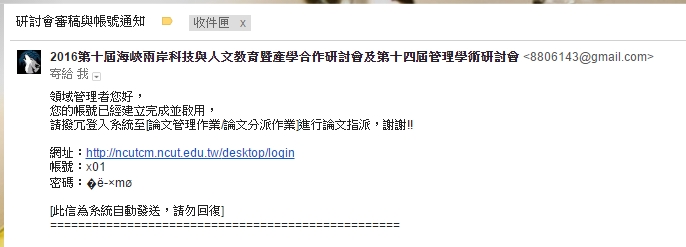 研討會審稿與帳號通知 收件匣 x
2016第十屆海峽兩岸科技與人文教育暨產學合作研討會及第十四屆管理學術研討會 <8806143@gmail.com>
寄給 我
領域管理者您好，
您的帳號已經建立完成並啟用，
請撥冗登入系統至[論文管理作業/論文分派作業]進行論文指派，謝謝!!
網址：http://ncutcm.ncut.edu.tw/desktop/login
帳號：x01
密碼：�ë-×mø
[此信為系統自動發送，請勿回復]
==================================================